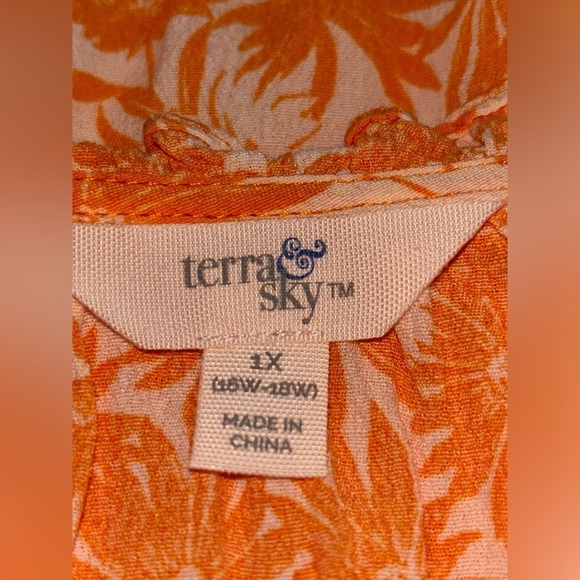 terra &
sky™
1X
(16W-18W)
MADE IN
CHINA